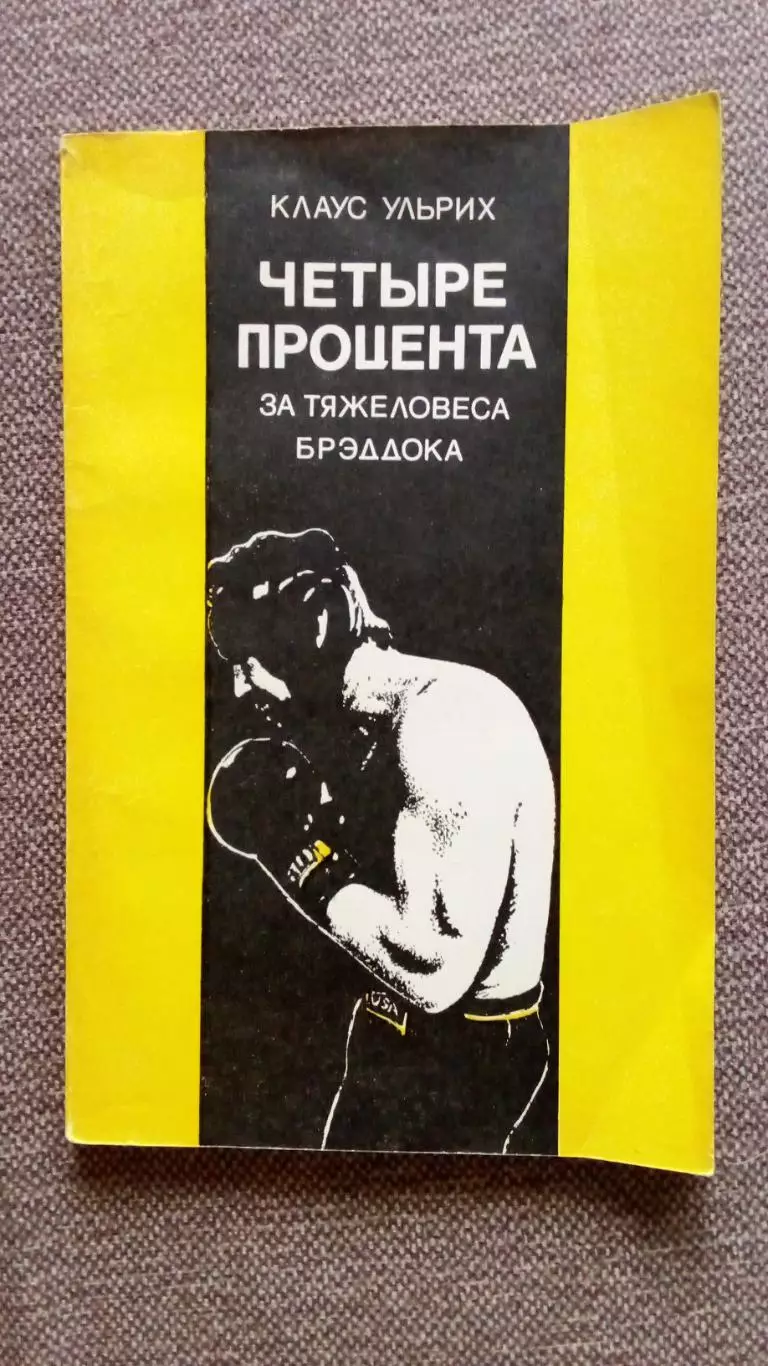 КЛАУС УЛЬРИХ
ЧЕТЫРЕ
ПРОЦЕНТА
ЗА ТЯЖЕЛОВЕСА
БРЭДДОКА
USA